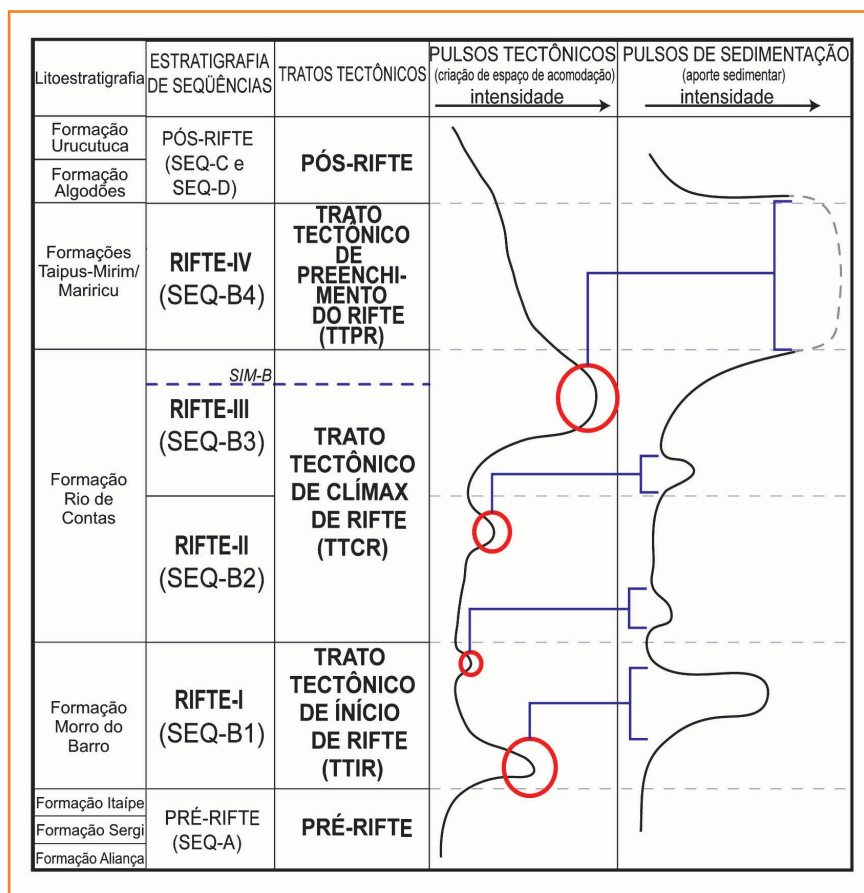 Litoestratigrafia
ESTRATIGRAFIA
DE SEQÜÊNCIAS
TRATOS TECTÔNICOS
PULSOS TECTÔNICOS
(criação de espaço de acomodação)
intensidade
PULSOS DE SEDIMENTAÇÃO
(aporte sedimentar)
intensidade
Formação
Urucutuca
Formação
Algodões
PÓS-RIFTE
(SEQ-C e
SEQ-D)
PÓS-RIFTE
Formações
Taipus-Mirim/
Mariricu
RIFTE-IV
(SEQ-B4)
TRATO
TECTÔNICO
DE
PREENCHI-
MENTO
DO RIFTE
(TTPR)
Formação
Rio de
Contas
SIM-B
RIFTE-III
(SEQ-B3)
RIFTE-II
(SEQ-B2)
TRATO
TECTÔNICO
DE CLÍMAX
DE RIFTE
(TTCR)
Formação
Morro do
Barro
RIFTE-I
(SEQ-B1)
TRATO
TECTÔNICO
DE ÍNÍCIO
DE RIFTE
(TTIR)
Formação Itaípe
Formação Sergi
Formação Aliança
PRÉ-RIFTE
(SEQ-A)
PRÉ-RIFTE